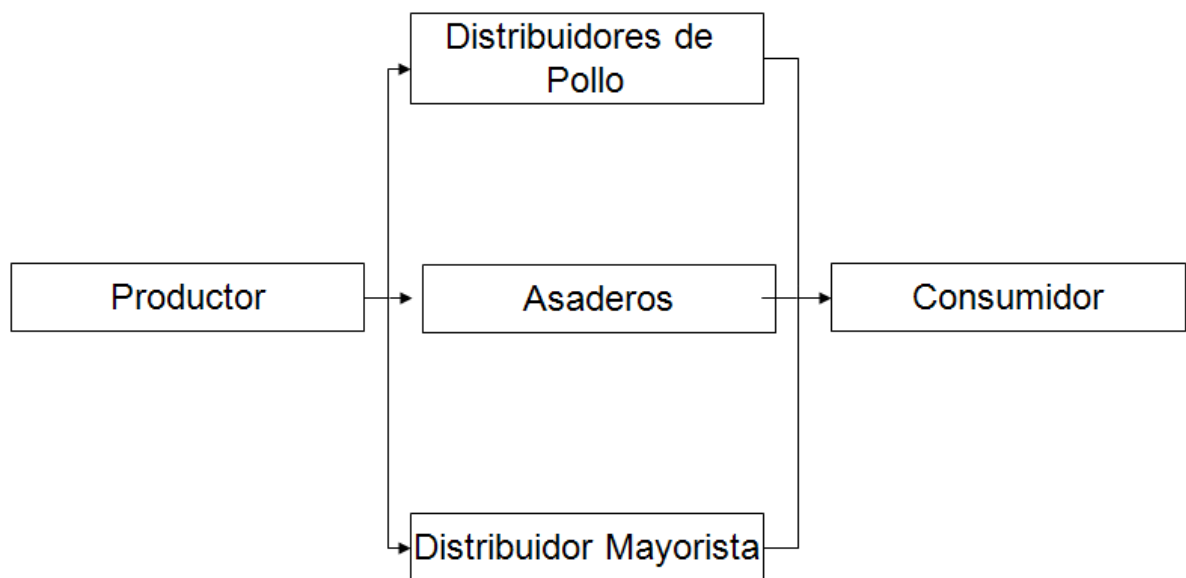 Distribuidores de
Pollo
Productor
Asaderos
Consumidor
Distribuidor Mayorista